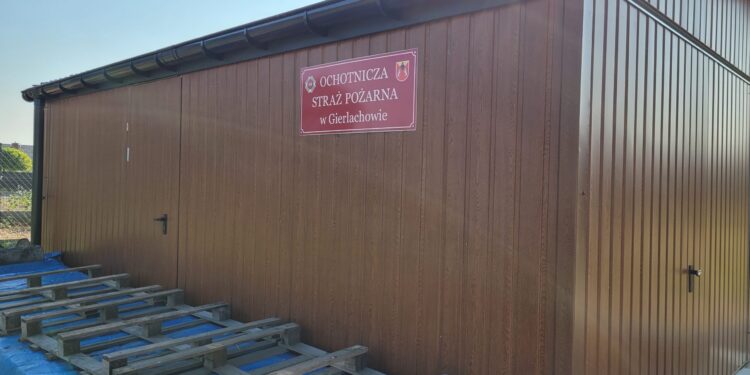 OCHOTNICZA
STRAŻ POŻARNA
w Gierlachowie